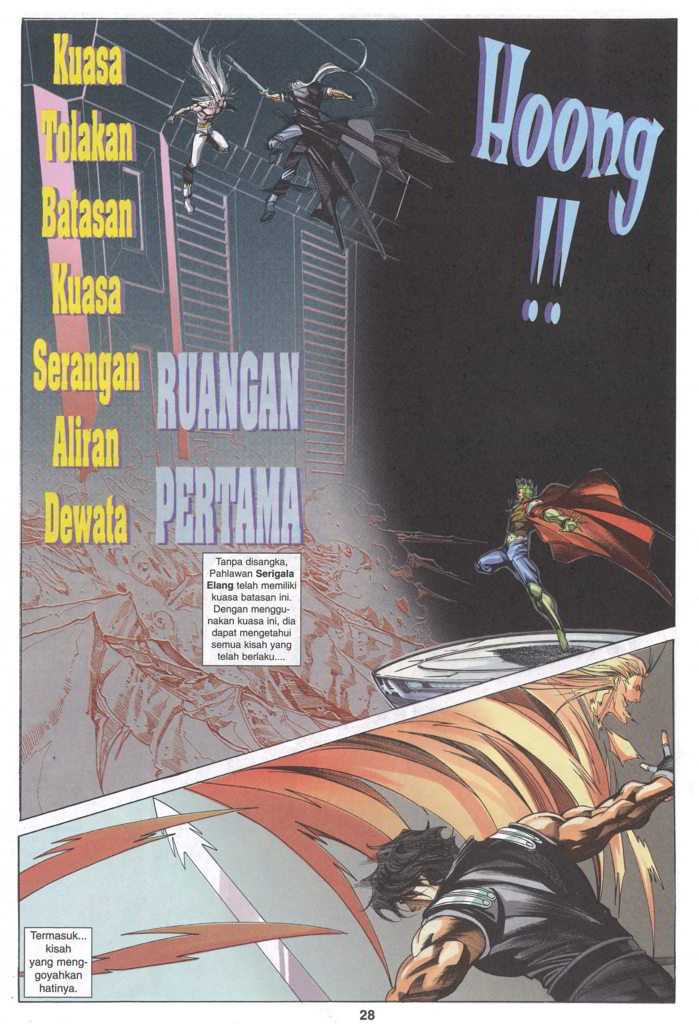 Kuasa
Tolakan
Batasan
Kuasa
Serangan
Aliran
Dewata
RUANGAN
PERTAMA
Hoong
!!
Tanpa disangka,
Pahlawan Serigala
Elang telah memiliki
kuasa batasan ini.
Dengan menggu-
nakan kuasa ini, dia
dapat mengetahui
semua kisah yang
telah berlaku....
Termasuk...
kisah
yang meng-
goyahkan
hatinya.
28